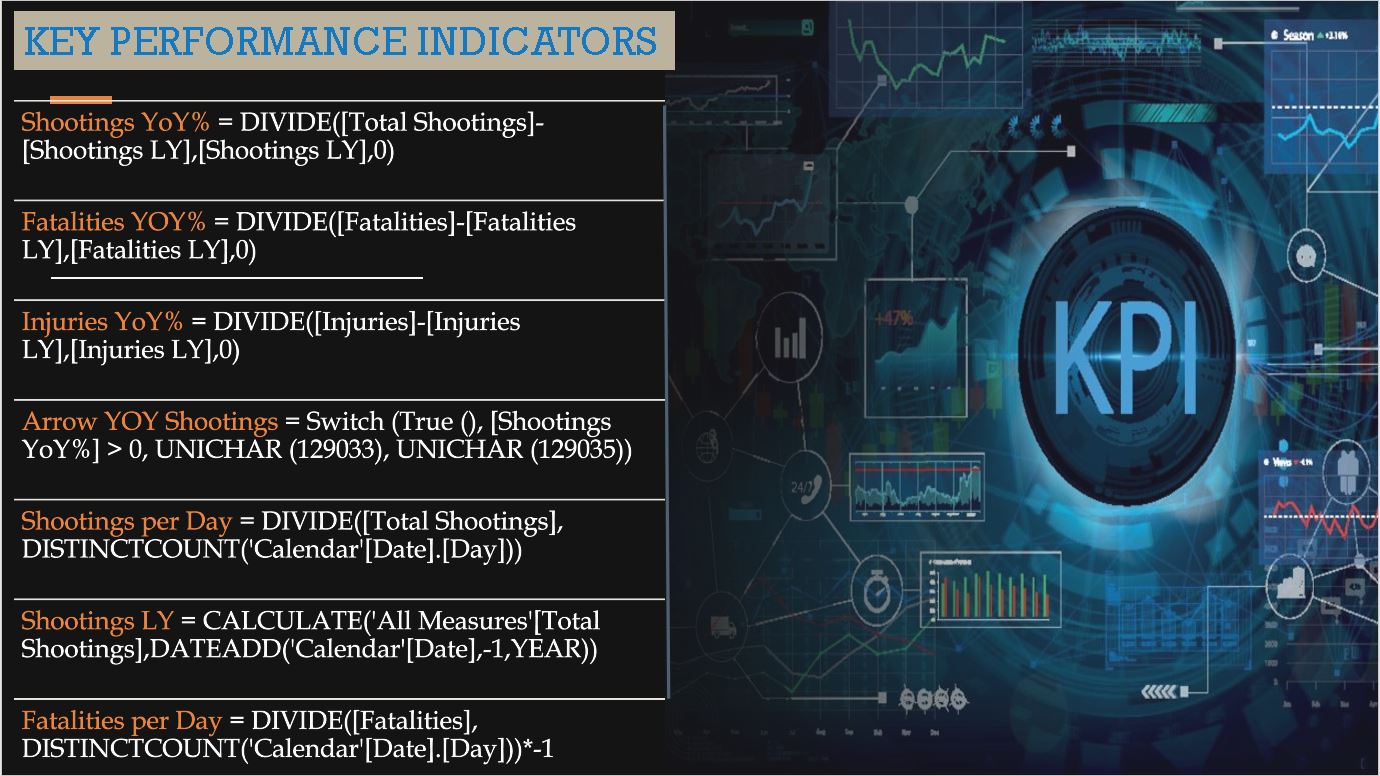 KEY PERFORMANCE INDICATORS
Shootings YoY% = DIVIDE([Total Shootings]-
[Shootings LY],[Shootings LY],0)
Fatalities YOY% = DIVIDE([Fatalities]-[Fatalities
LY],[Fatalities LY],0)
Injuries YoY% = DIVIDE([Injuries]-[Injuries
LY],[Injuries LY],0)
Arrow YOY Shootings = Switch (True (), [Shootings
YoY%] > 0, UNICHAR (129033), UNICHAR (129035))
Shootings per Day = DIVIDE([Total Shootings],
DISTINCTCOUNT('Calendar'[Date].[Day]))
Shootings LY = CALCULATE('All Measures'[Total
Shootings],DATEADD('Calendar'[Date],-1,YEAR))
Fatalities per Day = DIVIDE([Fatalities],
DISTINCTCOUNT('Calendar'[Date].[Day]))*-1
Season
+3.16%
+47%
KPI
24/7
Views